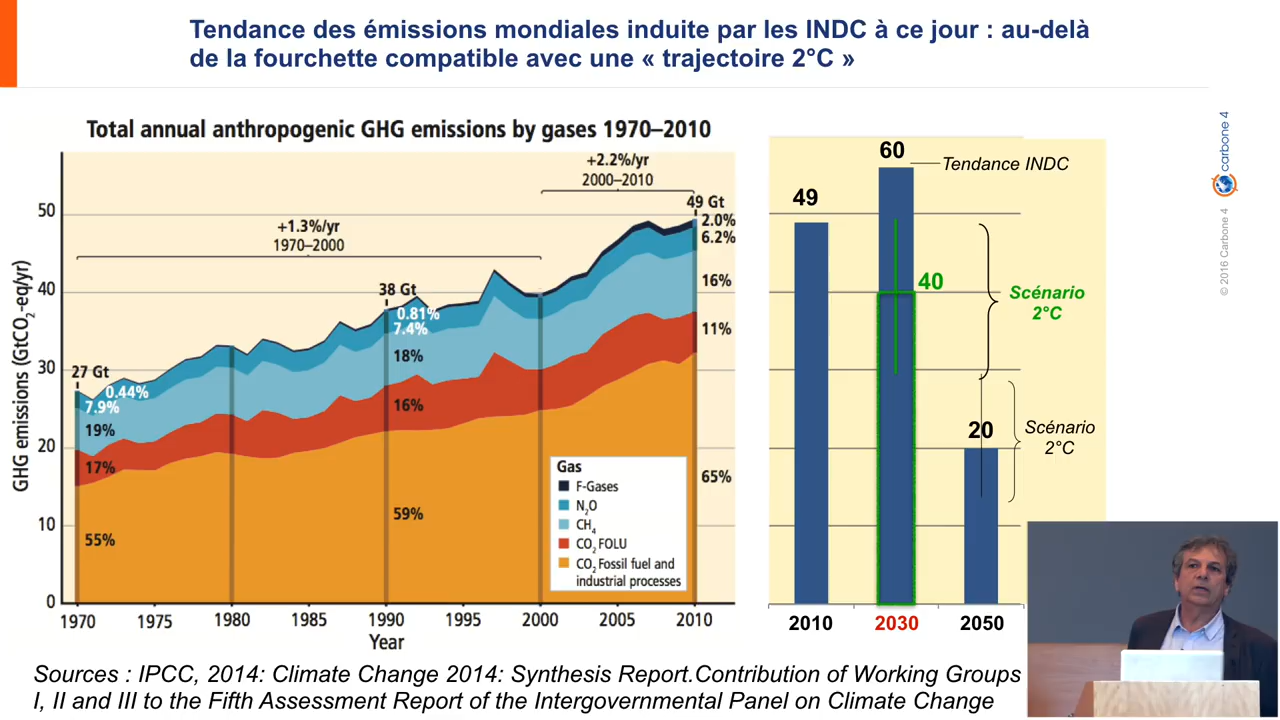 Tendance des émissions mondiales induite par les INDC à ce jour : au-delà
de la fourchette compatible avec une « trajectoire 2°C »
Total annual anthropogenic GHG emissions by gases 1970–2010
GHG emissions (GtCO2-eq/yr)
50
40
30
20
10
0
+1.3%/yr
1970–2000
+2.2%/yr
2000–2010
27 Gt
0.44%
7.9%
19%
17%
55%
38 Gt
0.81%
7.4%
18%
16%
59%
49 Gt
2.0%
6.2%
16%
11%
65%
Gas
F-Gases
N2O
CH4
CO2 FOLU
CO2 Fossil fuel and
industrial processes
1970
1975
1980
1985
1990
1995
2000
2005
2010
Year
49
60
Tendance INDC
40
Scénario
2°C
20
Scénario
2°C
2010
2030
2050
© 2016 Carbone 4
carbone 4
Sources : IPCC, 2014: Climate Change 2014: Synthesis Report.Contribution of Working Groups
I, II and III to the Fifth Assessment Report of the Intergovernmental Panel on Climate Change